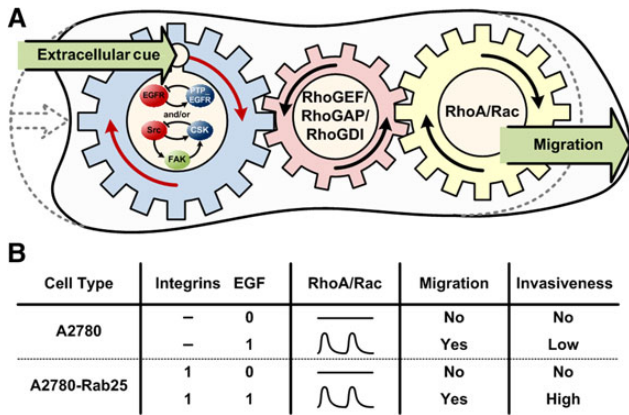 A
Extracellular cue
EGFR
PTP
EGFR
and/or
Src
CSK
FAK
RhoGEF/
RhoGAP/
RhoGDI
RhoA/Rac
Migration
B
Cell Type Integrins EGF RhoA/Rac Migration Invasiveness
A2780
– 0 No No
– 1 Yes Low
A2780-Rab25
1 0 No No
1 1 Yes High